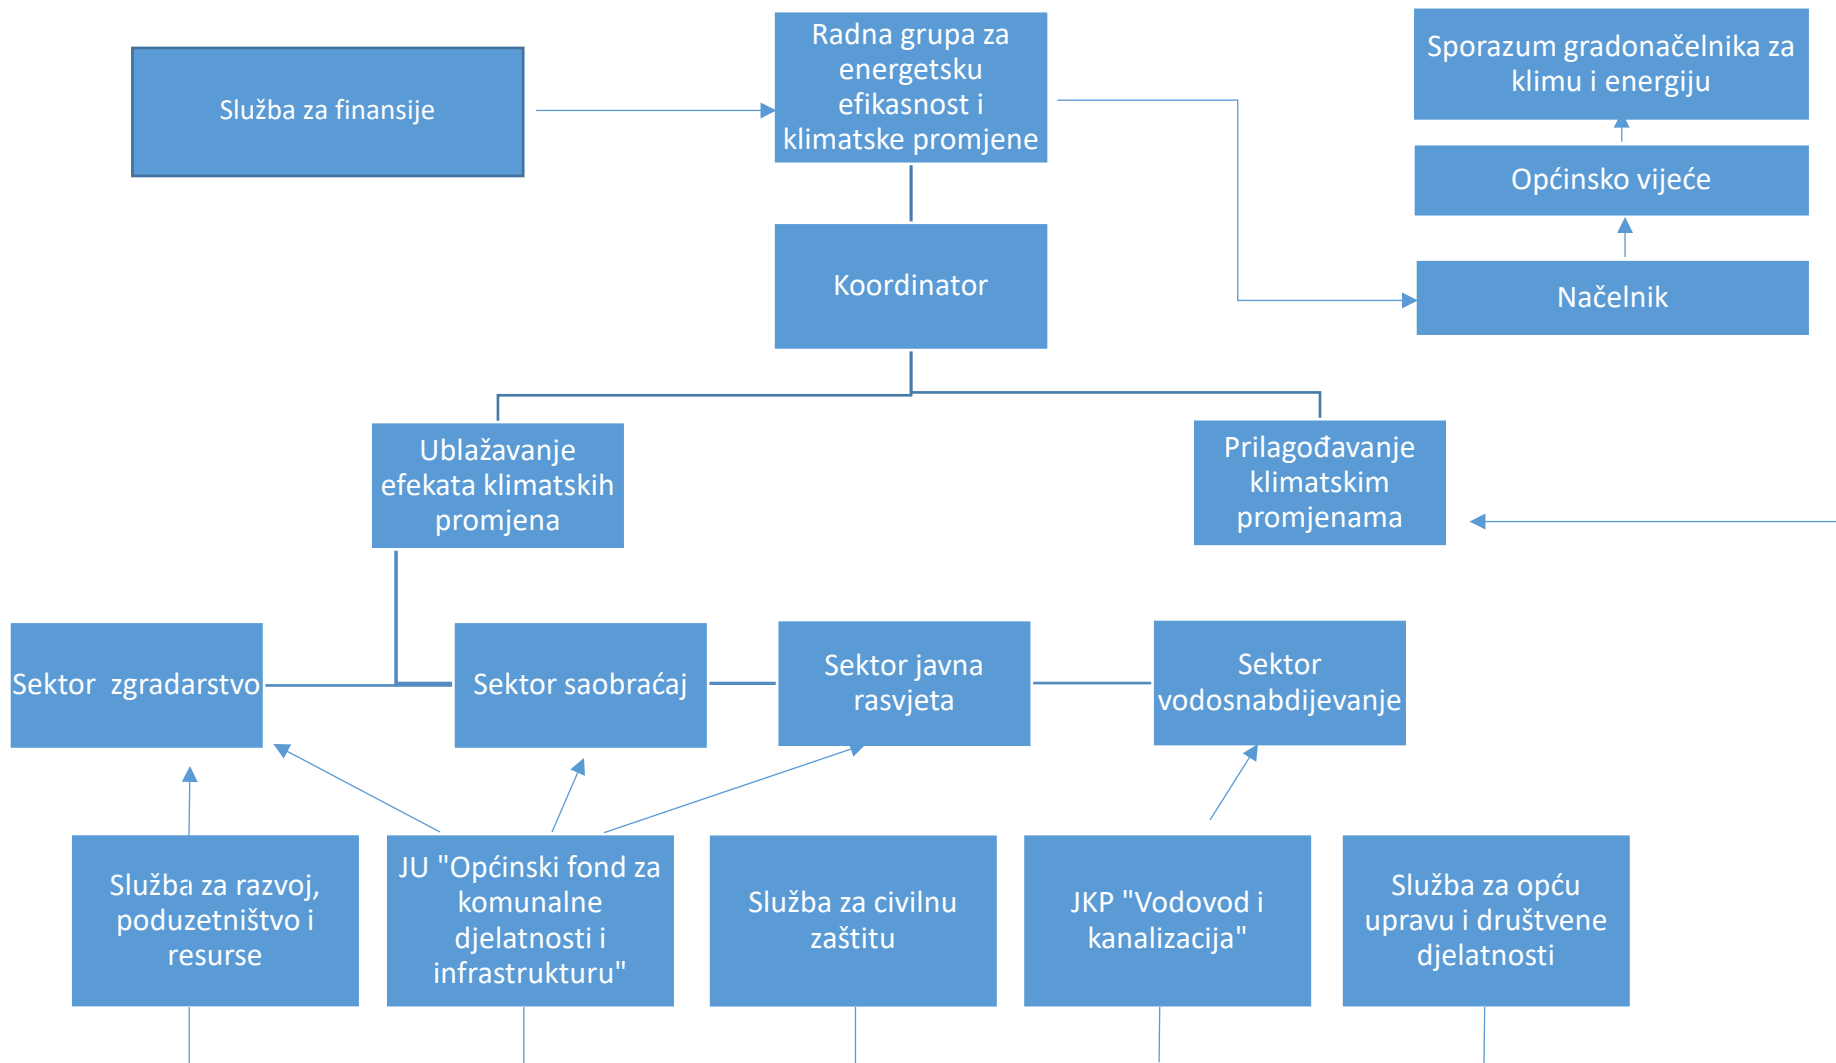 Služba za finansije
Radna grupa za
energetsku
efikasnost i
klimatske promjene
Sporazum gradonačelnika za
klimu i energiju
Općinsko vijeće
Načelnik
Koordinator
Ublažavanje
efekata klimatskih
promjena
Prilagođavanje
klimatskim
promjenama
Sektor  zgradarstvo
Sektor saobraćaj
Sektor javna
rasvjeta
Sektor
vodosnabdijevanje
Služba za razvoj,
poduzetništvo i
resurse
JU "Općinski fond za
komunalne
djelatnosti i
infrastrukturu"
Služba za civilnu
zaštitu
JKP "Vodovod i
kanalizacija"
Služba za opću
upravu i društvene
djelatnosti